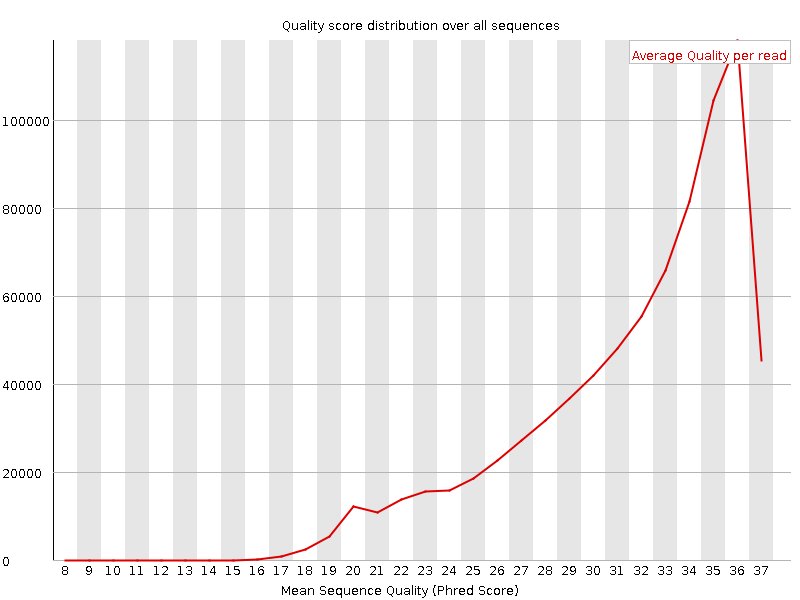 Quality score distribution over all sequences
Average Quality per read
100000
80000
60000
40000
20000
0
8 9 10 11 12 13 14 15 16 17 18 19 20 21 22 23 24 25 26 27 28 29 30 31 32 33 34 35 36 37
Mean Sequence Quality (Phred Score)